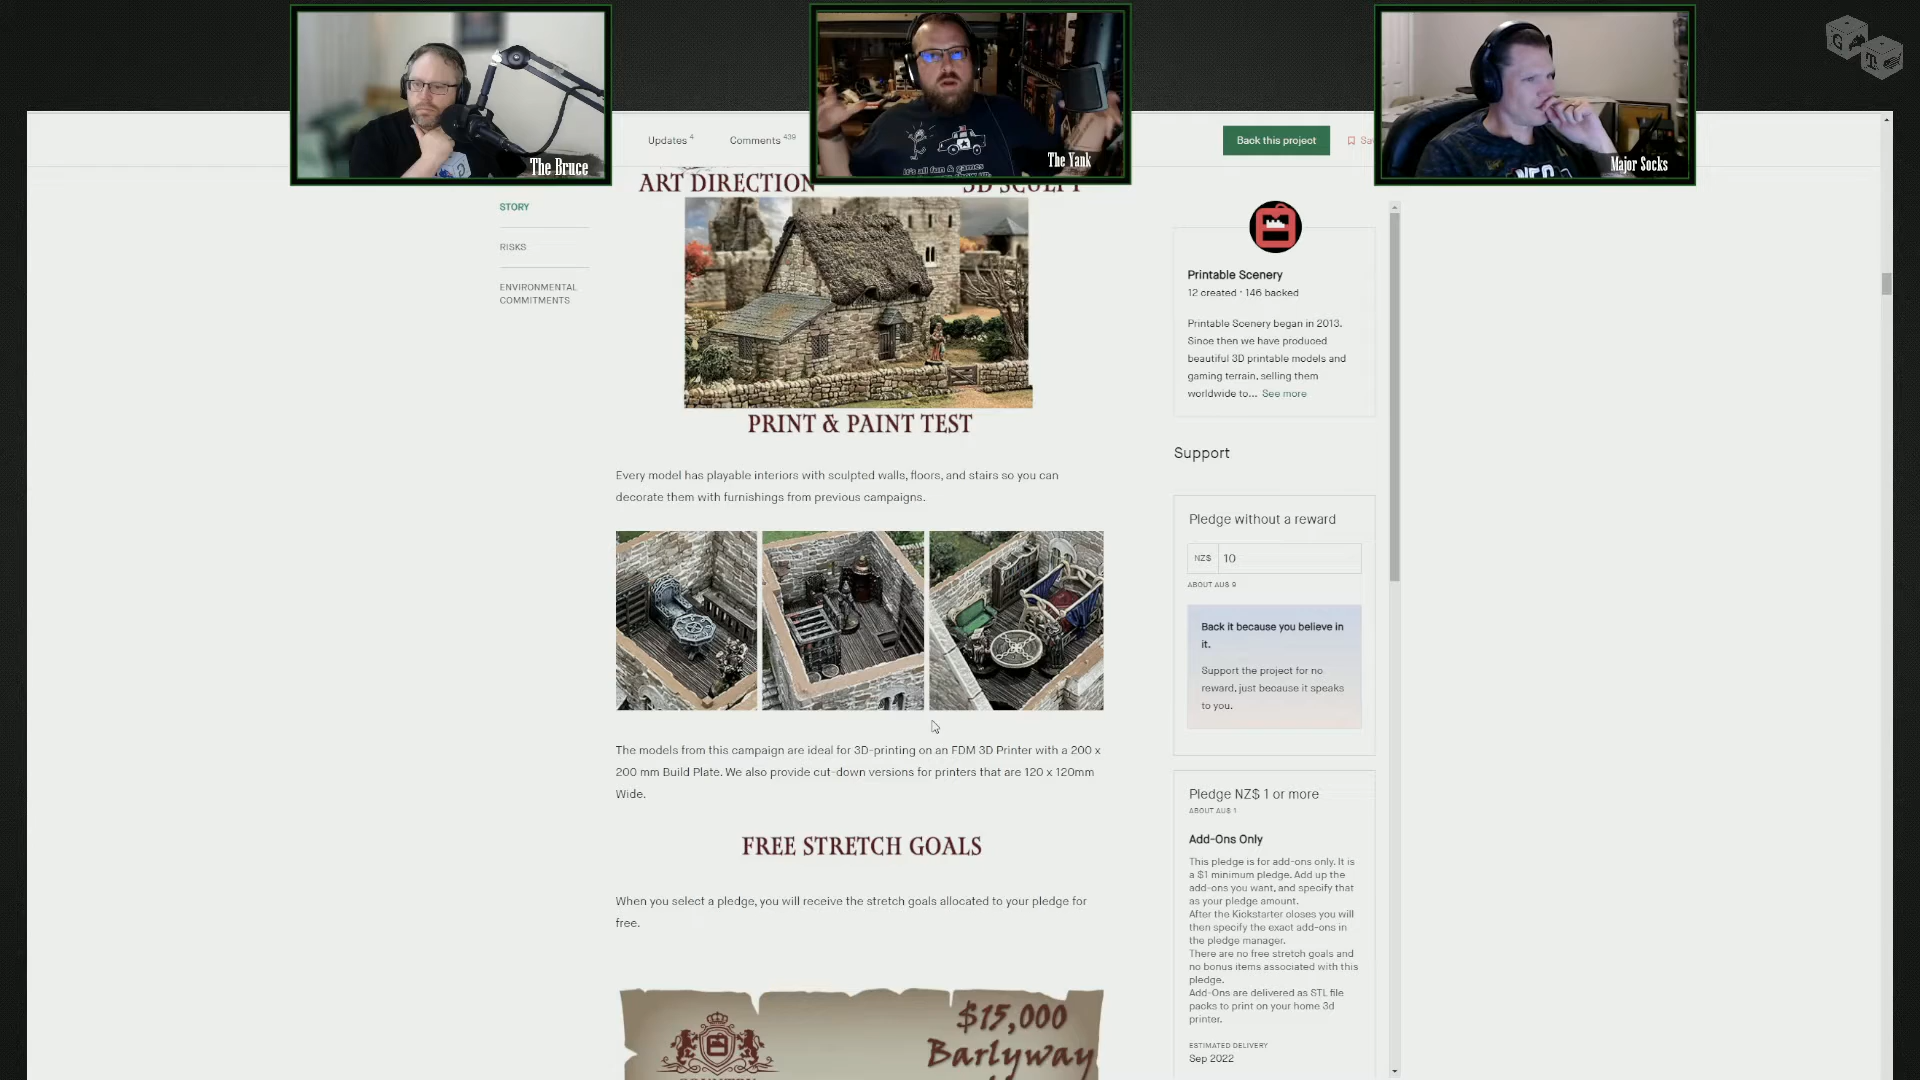 The Bruce
It's all fun & games
The Yank
Major Socks
G
T
Updates 4
Comments 439
Back this project
ART DIRECTION
3D SCULPT
STORY
RISKS
ENVIRONMENTAL
COMMITMENTS
PRINT & PAINT TEST
Every model has playable interiors with sculpted walls, floors, and stairs so you can
decorate them with furnishings from previous campaigns.
The models from this campaign are ideal for 3D-printing on an FDM 3D Printer with a 200 x
200 mm Build Plate. We also provide cut-down versions for printers that are 120 x 120mm
Wide.
FREE STRETCH GOALS
When you select a pledge, you will receive the stretch goals allocated to your pledge for
free.
$15,000
Barlyway
Printable Scenery
12 created · 146 backed
Printable Scenery began in 2013.
Since then we have produced
beautiful 3D printable models and
gaming terrain, selling them
worldwide to... See more
Support
Pledge without a reward
NZ$ 10
ABOUT AU$ 9
Back it because you believe in
it.
Support the project for no
reward, just because it speaks
to you.
Pledge NZ$ 1 or more
ABOUT AU$ 1
Add-Ons Only
This pledge is for add-ons only. It is
a $1 minimum pledge. Add up the
add-ons you want, and specify that
as your pledge amount.
After the Kickstarter closes you will
then specify the exact add-ons in
the pledge manager.
There are no free stretch goals and
no bonus items associated with this
pledge.
Add-Ons are delivered as STL file
packs to print on your home 3d
printer.
ESTIMATED DELIVERY
Sep 2022